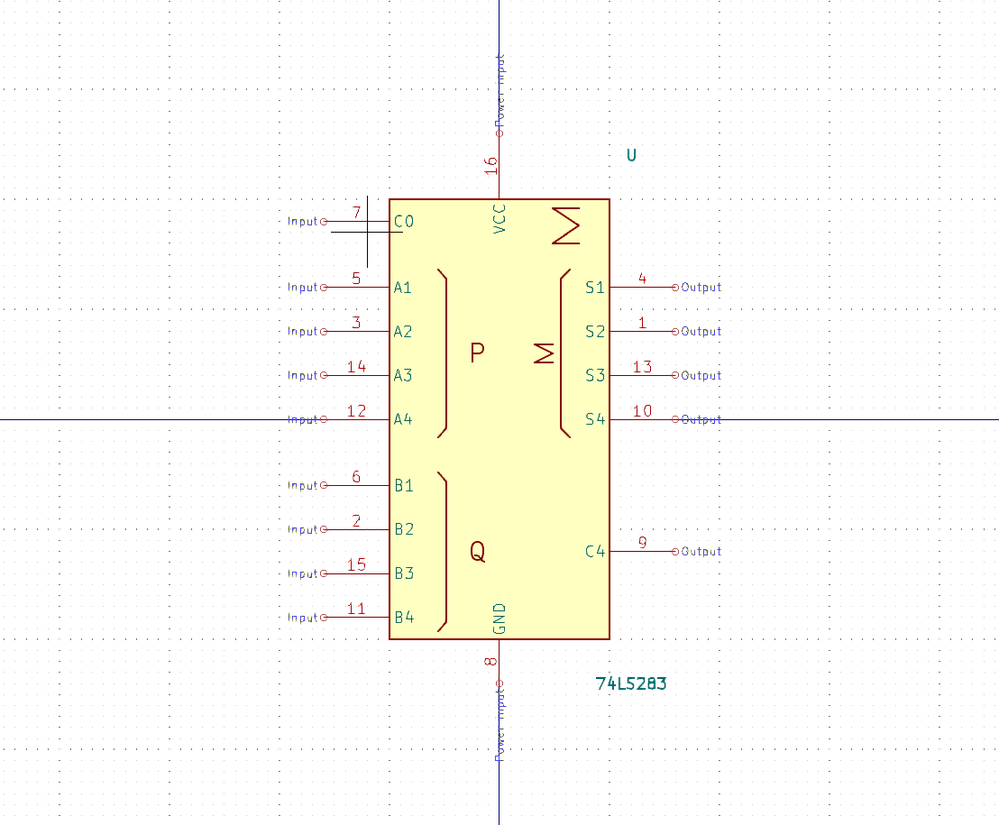 Power input
16
U
VCC
Σ
Input 7 C0
Input 5 A1 S1 4 Output
Input 3 A2 S2 1 Output
P Σ
Input 14 A3 S3 13 Output
Input 12 A4 S4 10 Output
Input 6 B1
Input 2 B2
Q C4 9 Output
Input 15 B3
Input 11 B4
GND
8
74LS283
Power input